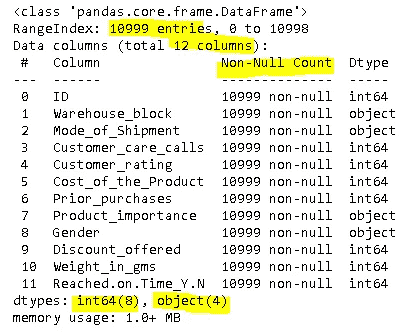 <class 'pandas.core.frame.DataFrame'>
RangeIndex: 10999 entries, 0 to 10998
Data columns (total 12 columns):
 #   Column               Non-Null Count  Dtype
---  ------               --------------  -----
 0   ID                   10999 non-null  int64
 1   Warehouse_block      10999 non-null  object
 2   Mode_of_Shipment     10999 non-null  object
 3   Customer_care_calls  10999 non-null  int64
 4   Customer_rating      10999 non-null  int64
 5   Cost_of_the_Product  10999 non-null  int64
 6   Prior_purchases      10999 non-null  int64
 7   Product_importance   10999 non-null  object
 8   Gender               10999 non-null  object
 9   Discount_offered     10999 non-null  int64
 10  Weight_in_gms        10999 non-null  int64
 11  Reached.on.Time_Y.N  10999 non-null  int64
dtypes: int64(8), object(4)
memory usage: 1.0+ MB